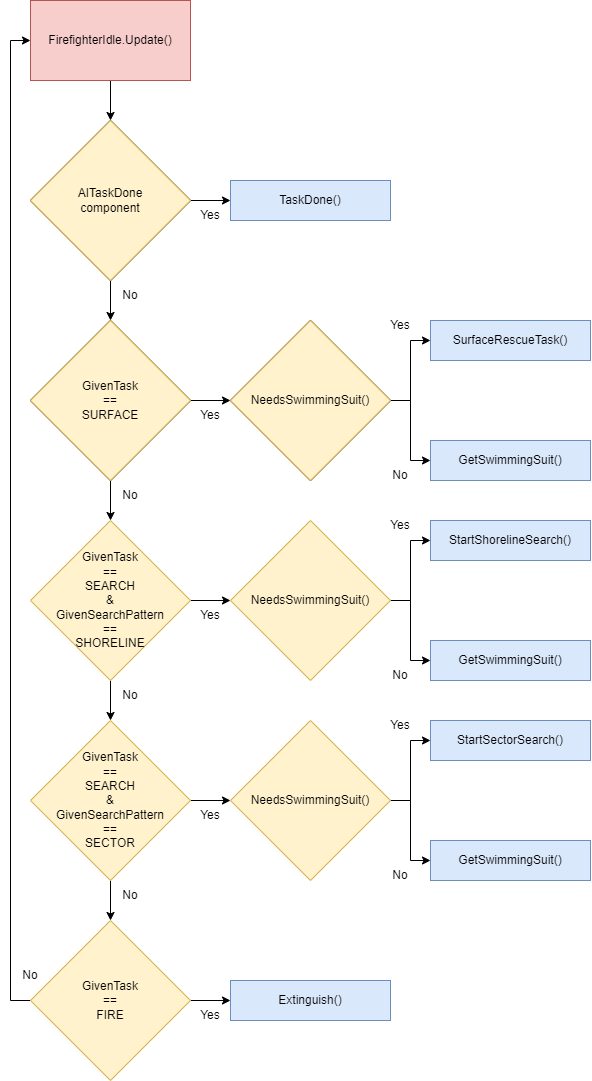 FirefighterIdle.Update()
AITaskDone
component
Yes
TaskDone()
No
GivenTask
==
SURFACE
Yes
NeedsSwimmingSuit()
Yes
SurfaceRescueTask()
No
GetSwimmingSuit()
No
GivenTask
==
SEARCH
&
GivenSearchPattern
==
SHORELINE
Yes
NeedsSwimmingSuit()
Yes
StartShorelineSearch()
No
GetSwimmingSuit()
No
GivenTask
==
SEARCH
&
GivenSearchPattern
==
SECTOR
Yes
NeedsSwimmingSuit()
Yes
StartSectorSearch()
No
GetSwimmingSuit()
No
GivenTask
==
FIRE
Yes
Extinguish()
No